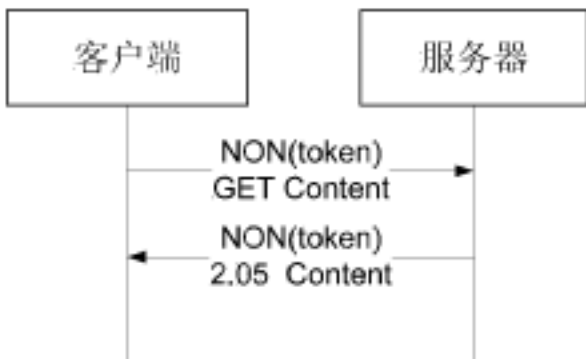 客户端
服务器
NON(token)
GET Content
NON(token)
2.05 Content